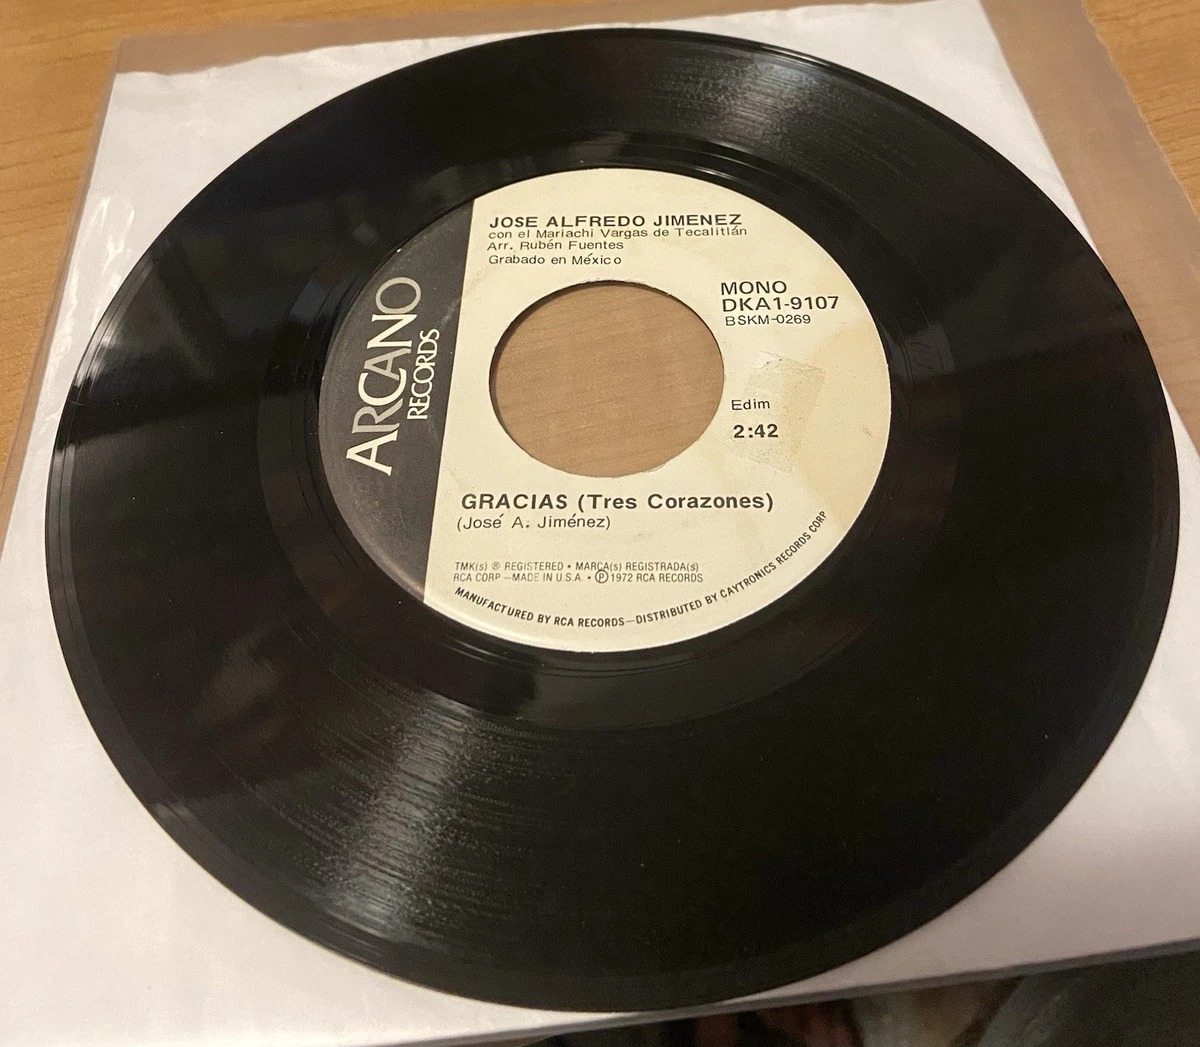 ARCANO
RECORDS
JOSE ALFREDO JIMENEZ
con el Mariachi Vargas de Tecalitlán
Arr. Rubén Fuentes
Grabado en México
MONO
DKA1-9107
BSKM-0269
Edim
2:42
GRACIAS (Tres Corazones)
(José A. Jiménez)
TMK(s) ® REGISTERED • MARCA(s) REGISTRADA(s)
RCA CORP—MADE IN U.S.A. • Ⓟ1972 RCA RECORDS
MANUFACTURED BY RCA RECORDS—DISTRIBUTED BY CAYTRONICS RECORDS CORP